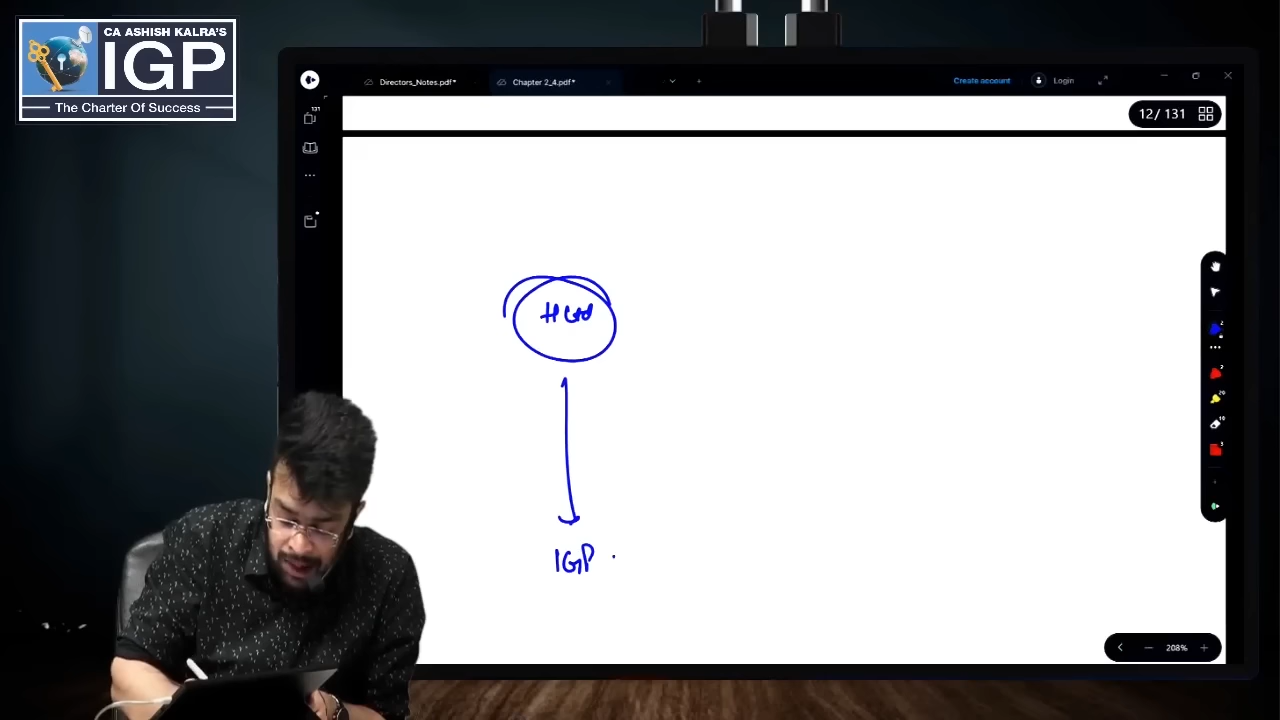 CA ASHISH KALRA'S
IGP
The Charter Of Success
Directors_Notes.pdf*
Chapter 2_4.pdf*
Create account
Login
131
12/ 131
IGP
208%